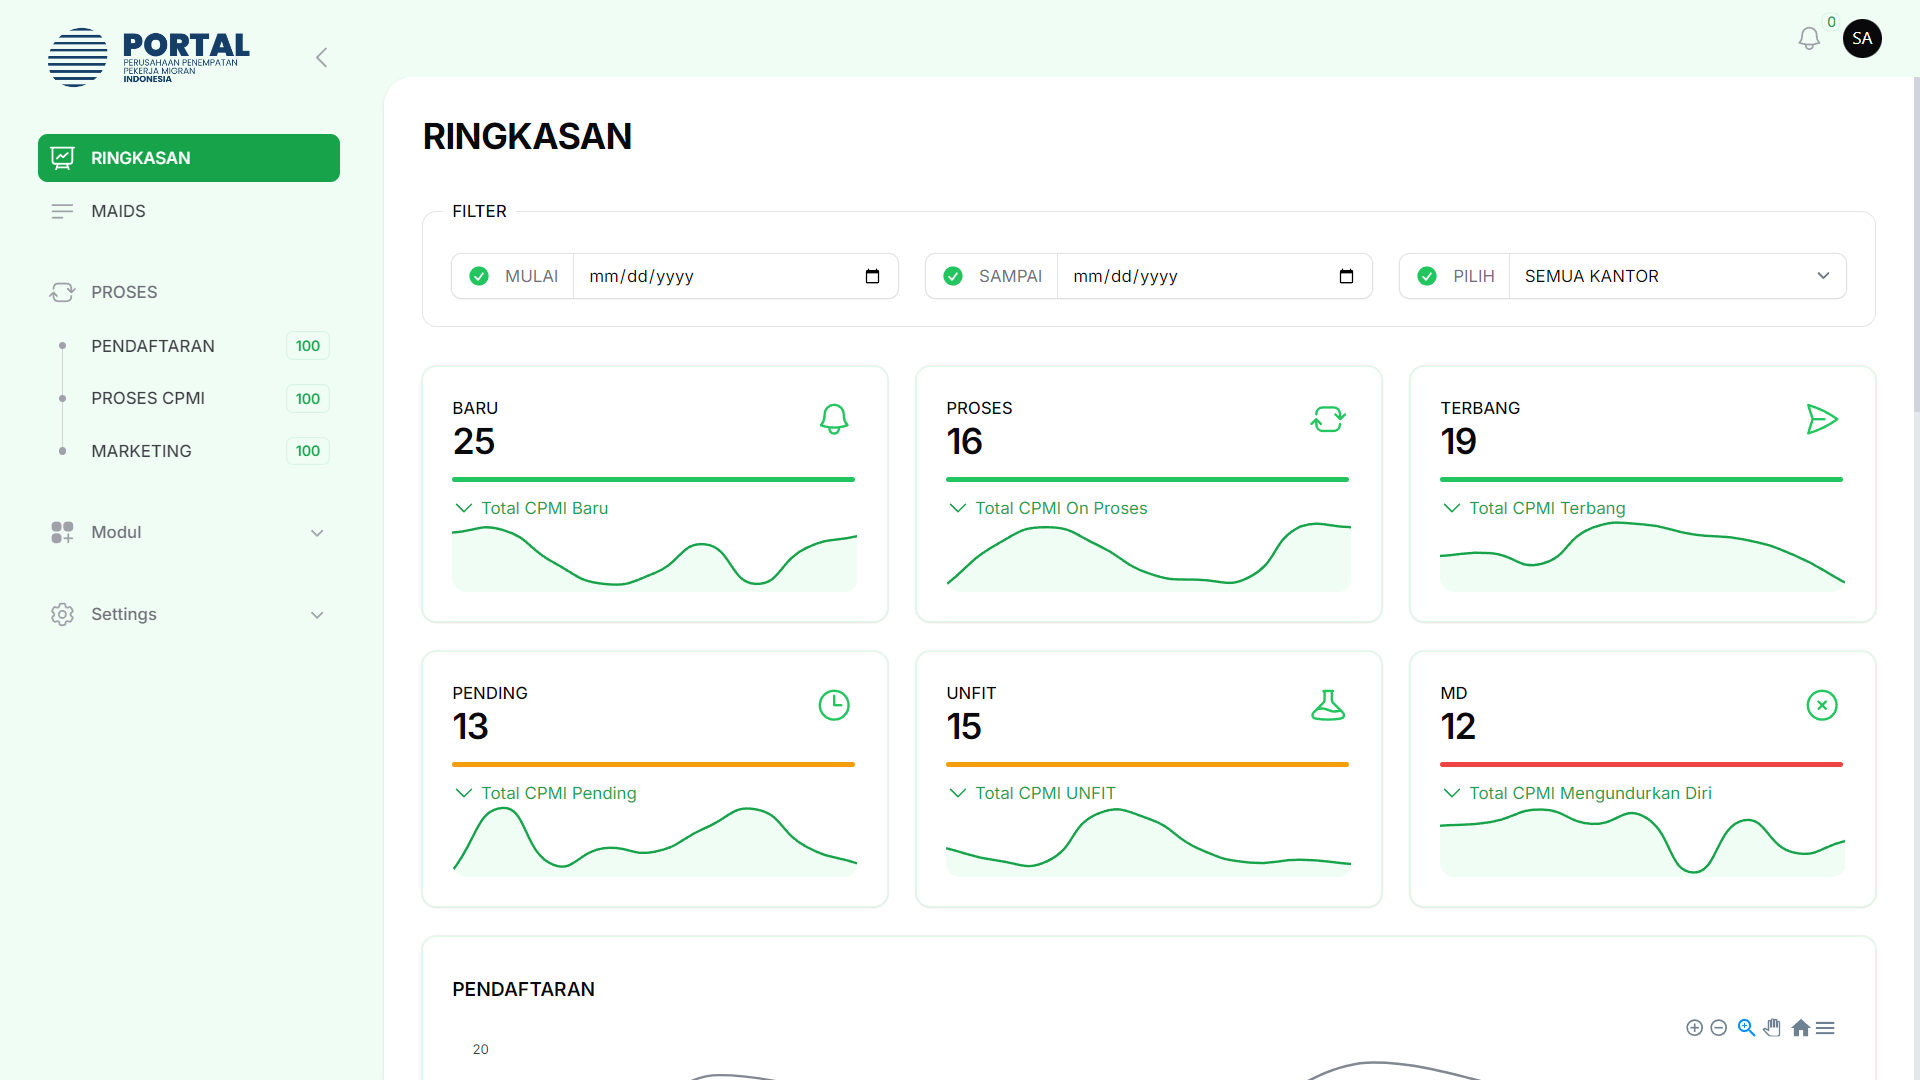 PORTAL
PERUSAHAAN PENEMPATAN
PEKERJA MIGRAN
INDONESIA
0
SA
RINGKASAN
MAIDS
PROSES
PENDAFTARAN 100
PROSES CPMI 100
MARKETING 100
Modul
Settings
RINGKASAN
FILTER
MULAI mm/dd/yyyy
SAMPAI mm/dd/yyyy
PILIH SEMUA KANTOR
BARU
25
Total CPMI Baru
PROSES
16
Total CPMI On Proses
TERBANG
19
Total CPMI Terbang
PENDING
13
Total CPMI Pending
UNFIT
15
Total CPMI UNFIT
MD
12
Total CPMI Mengundurkan Diri
PENDAFTARAN
20